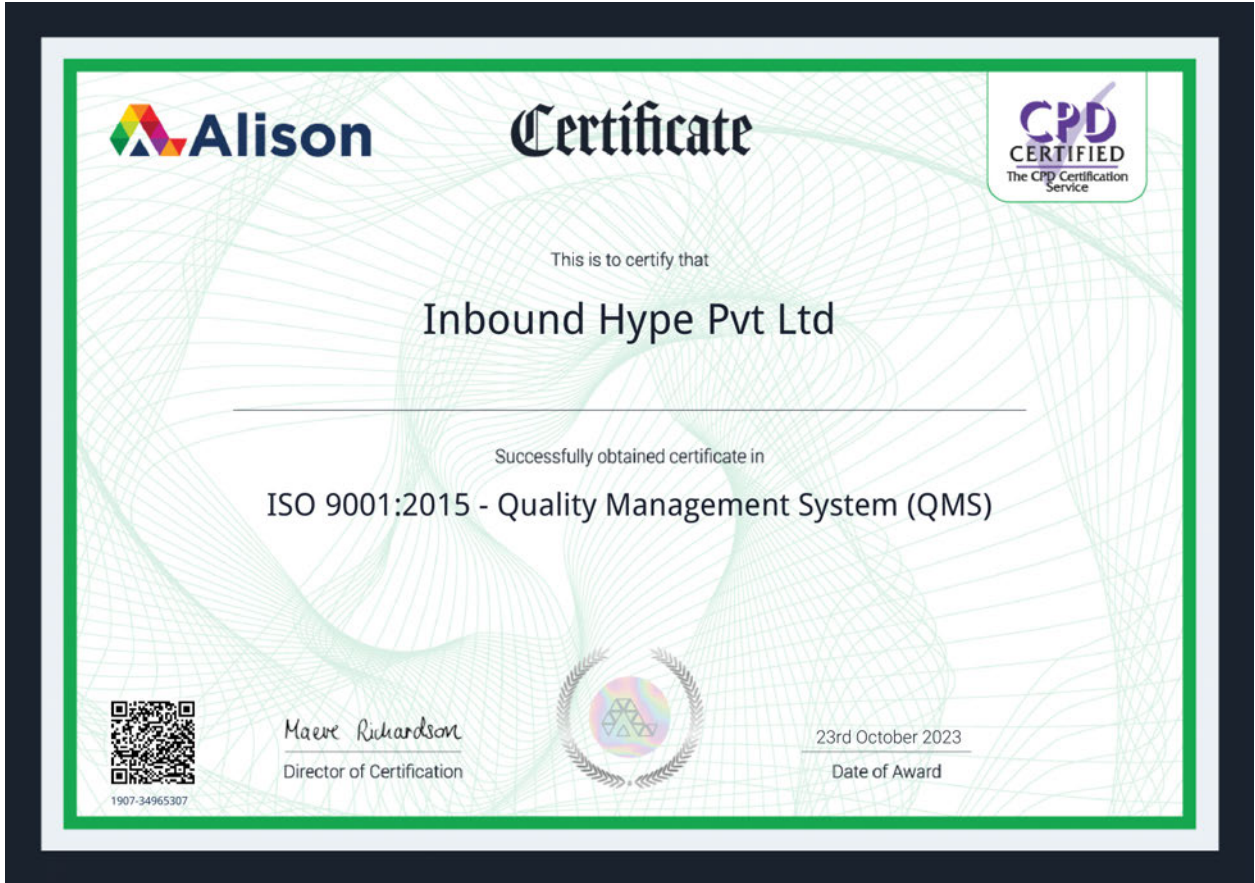 Alison
Certificate
CPD
CERTIFIED
The CPD Certification
Service
This is to certify that
Inbound Hype Pvt Ltd
Successfully obtained certificate in
ISO 9001:2015 - Quality Management System (QMS)
Maeve Richardson
Director of Certification
23rd October 2023
Date of Award
1907-34965307